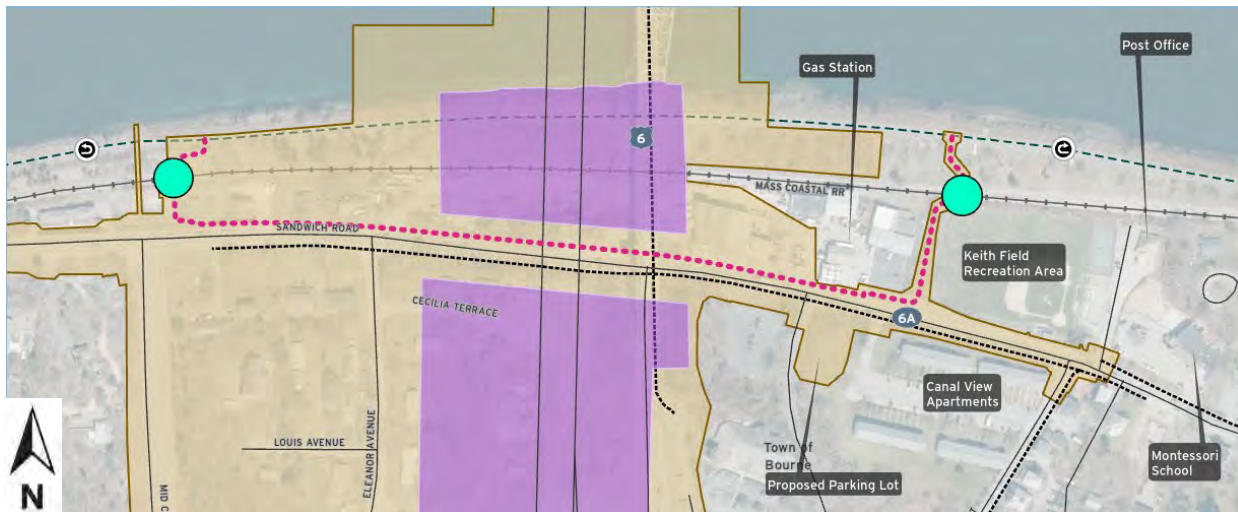 Post Office
Gas Station
6
MASS COASTAL RR
SANDWICH ROAD
Keith Field
Recreation Area
CECILIA TERRACE
6A
Canal View
Apartments
LOUIS AVENUE
ELEANOR AVENUE
Town of
Bourne
Proposed Parking Lot
Montessori
School
MID C
N